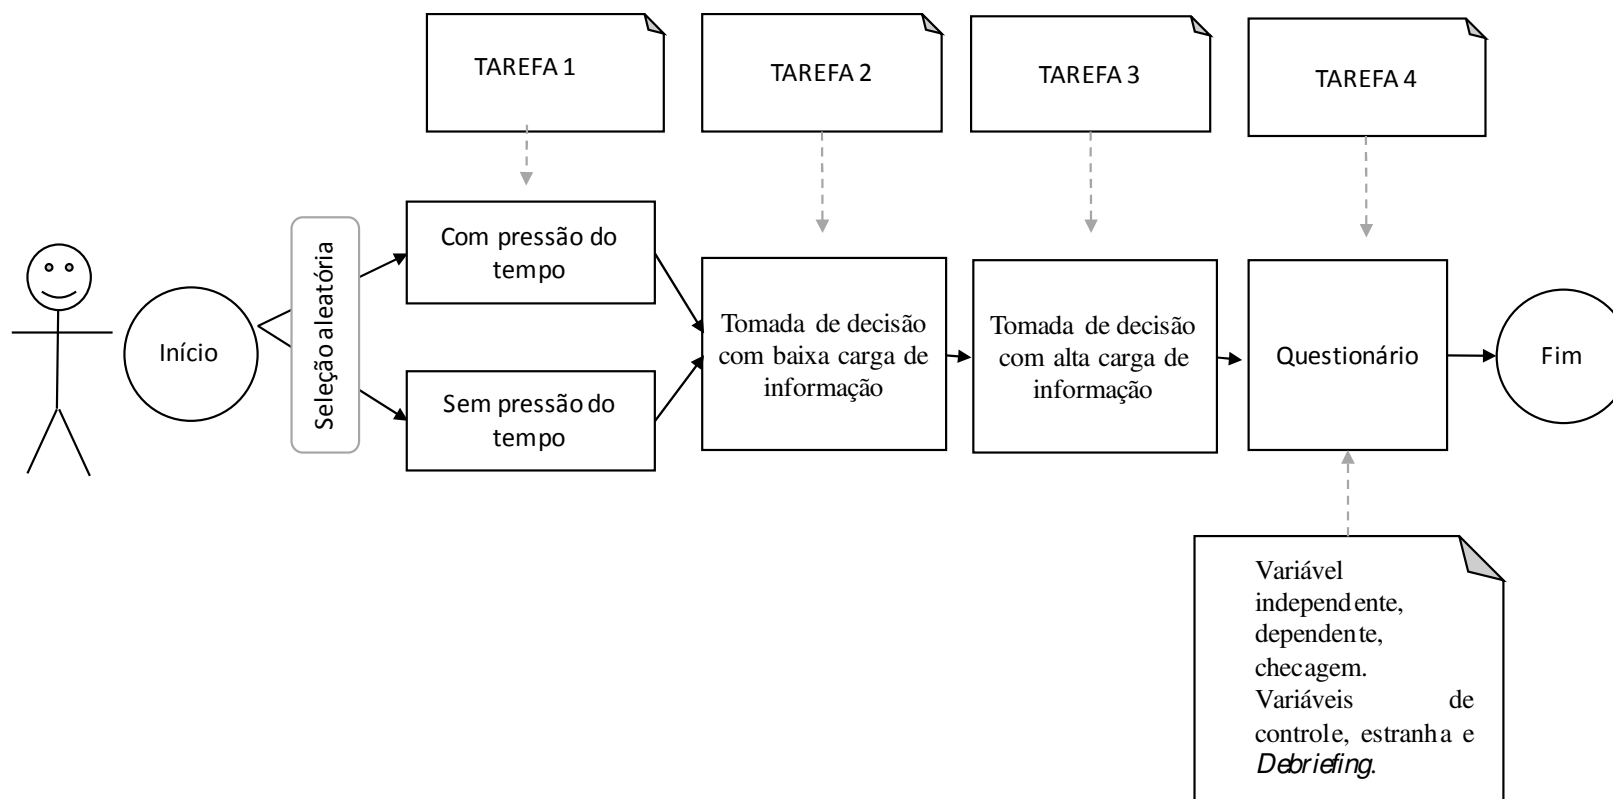 TAREFA 1
TAREFA 2
TAREFA 3
TAREFA 4
Início
Seleção aleatória
Com pressão do
tempo
Sem pressão do
tempo
Tomada de decisão
com baixa carga de
informação
Tomada de decisão
com alta carga de
informação
Questionário
Fim
Variável
independente,
dependente,
checagem.
Variáveis de
controle, estranha e
Debriefing.